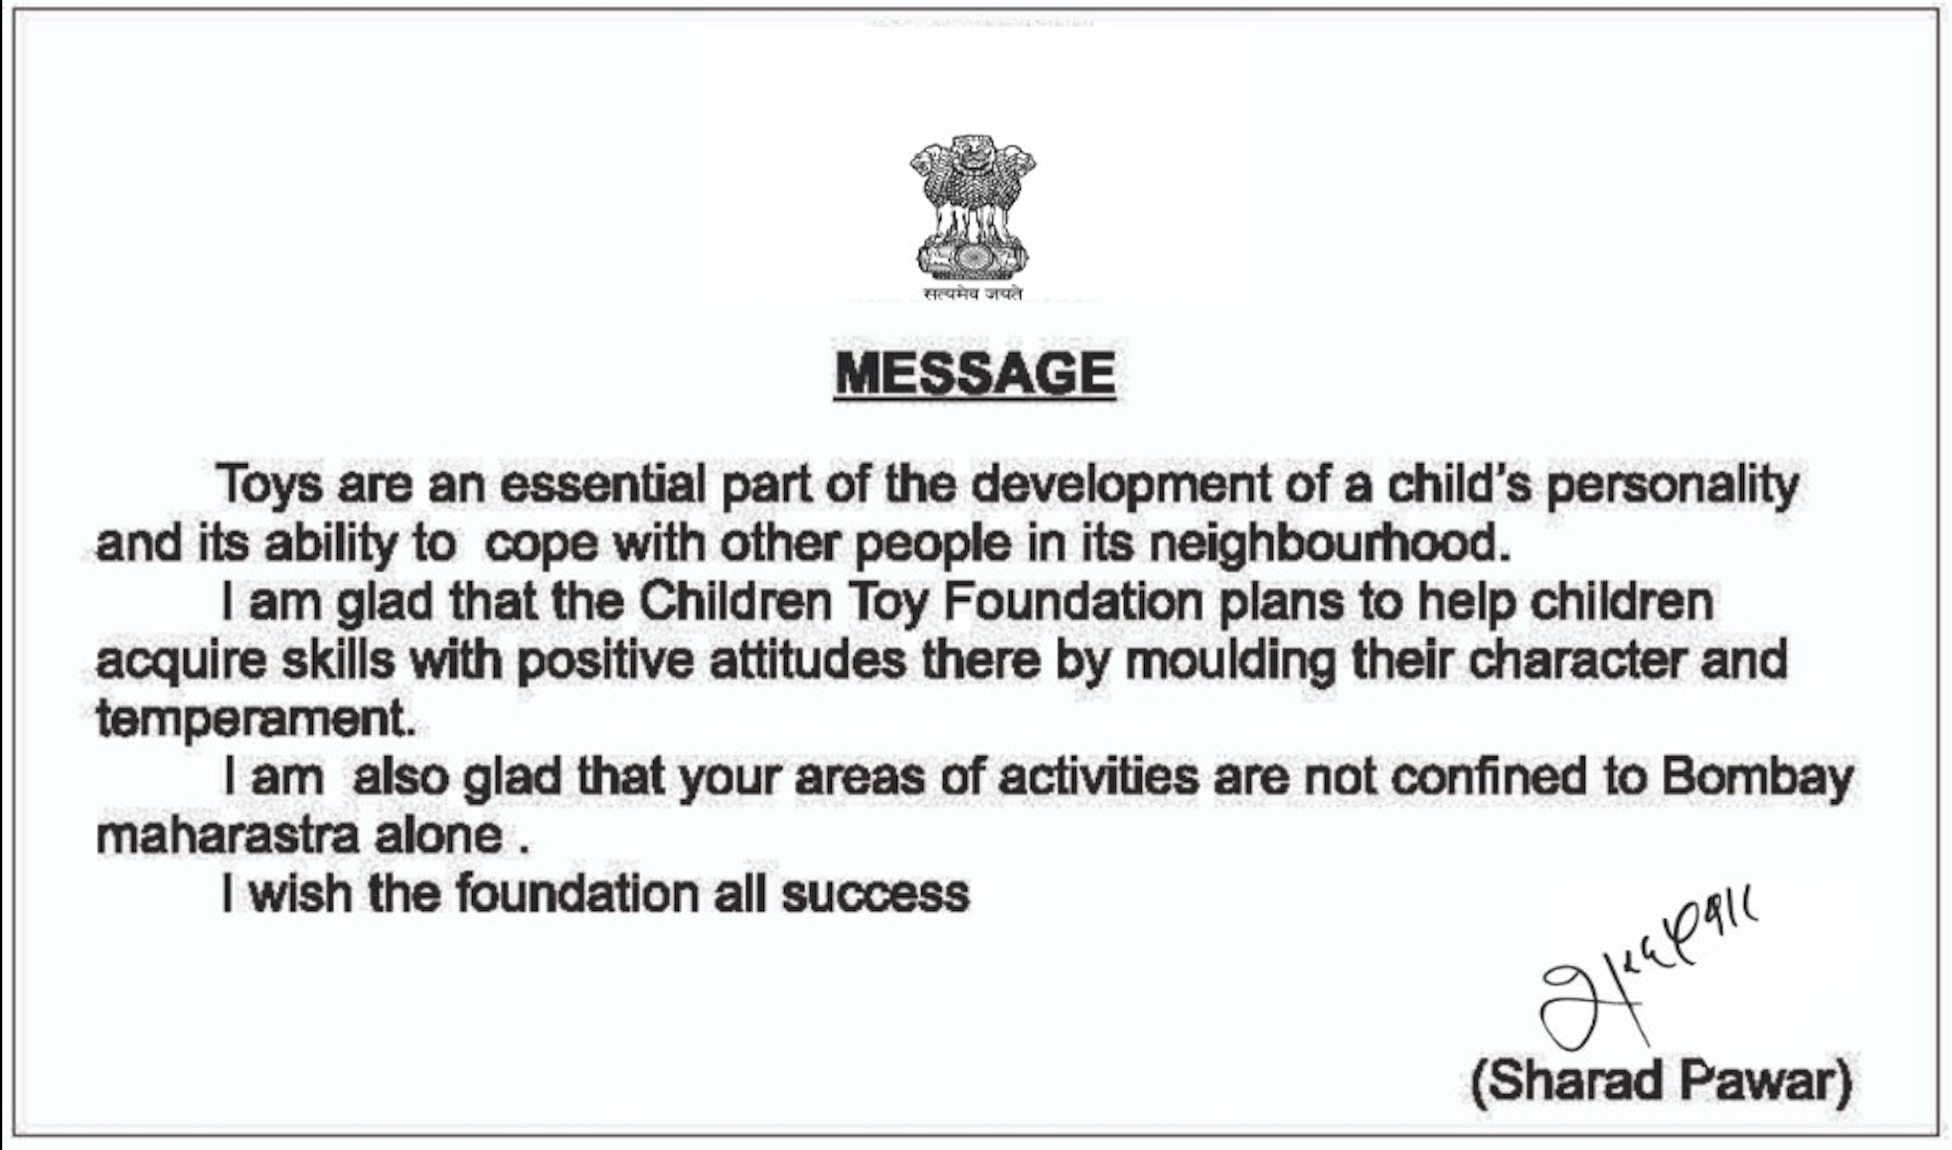 सत्यमेव जयते
MESSAGE
Toys are an essential part of the development of a child's personality
and its ability to cope with other people in its neighbourhood.
I am glad that the Children Toy Foundation plans to help children
acquire skills with positive attitudes there by moulding their character and
temperament.
I am also glad that your areas of activities are not confined to Bombay
maharastra alone .
I wish the foundation all success
(Sharad Pawar)